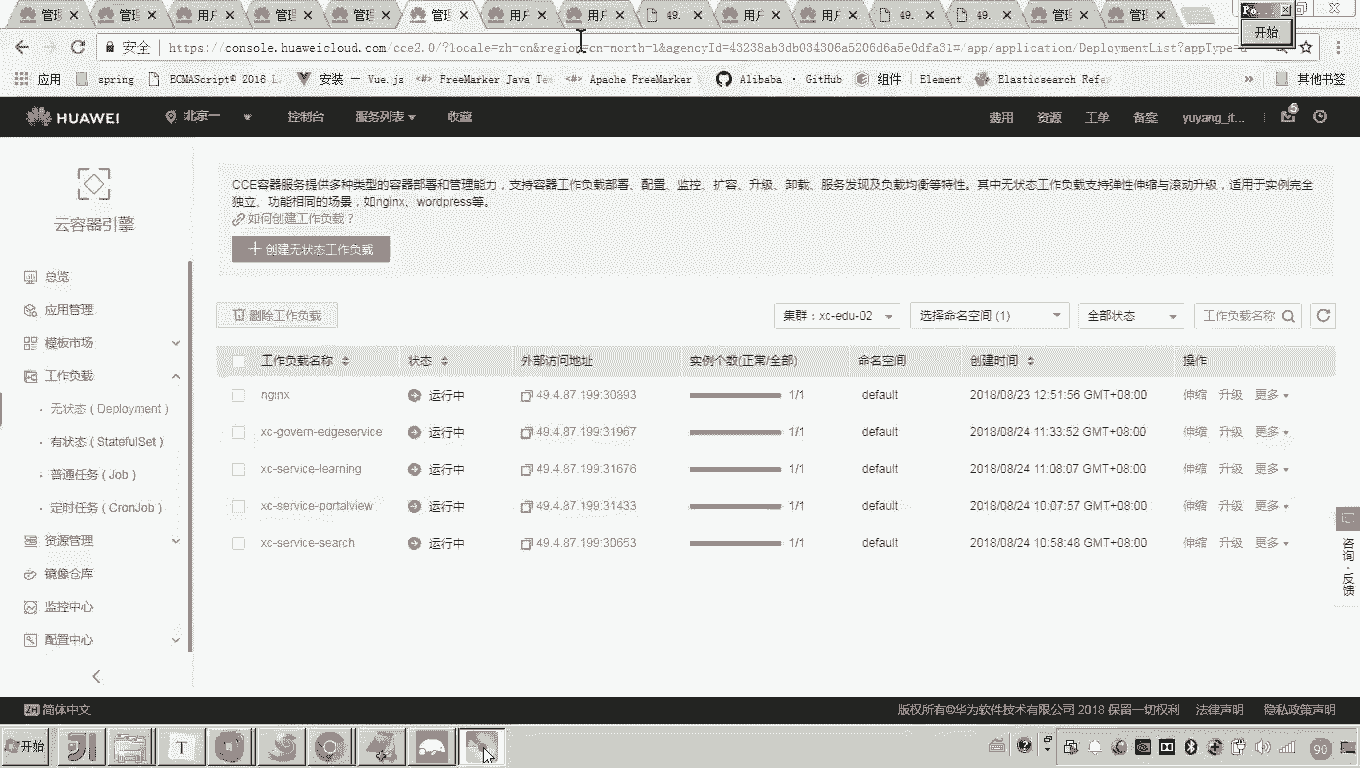 管理 管理 用户 管理 管理 管理 用户 用户 49. 用户 用户 49. 49. 管理 管理
开始
安全 https://console.huaweicloud.com/cce2.0/?locale=zh-cn&region=cn-north-1&agencyId=43238ab3db034306a5206d6a5e0dfa31=/app/application/DeploymentList?appType=
应用 spring ECMAScript® 2018 L 安装 — Vue.js FreeMarker Java Te FreeMarker Apache FreeMarker Alibaba · GitHub 组件 | Element Elasticsearch Refe » 其他书签
HUAWEI 北京一 控制台 服务列表 收藏 费用 资源 工单 备案 yuyang_it... 5
云容器引擎
总览
应用管理
模板市场
工作负载
无状态 ( Deployment )
有状态 ( StatefulSet )
普通任务 ( Job )
定时任务 ( CronJob )
资源管理
镜像仓库
监控中心
配置中心
CCE容器服务提供多种类型的容器部署和管理能力，支持容器工作负载部署、配置、监控、扩容、升级、卸载、服务发现及负载均衡等特性。其中无状态工作负载支持弹性伸缩与滚动升级，适用于实例完全
独立、功能相同的场景，如nginx、wordpress等。
如何创建工作负载？
创建无状态工作负载
删除工作负载 集群：xc-edu-02 选择命名空间 (1) 全部状态 工作负载名称
工作负载名称 状态 外部访问地址 实例个数(正常/全部) 命名空间 创建时间 操作
nginx 运行中 49.4.87.199:30893 1/1 default 2018/08/23 12:51:56 GMT+08:00 伸缩 升级 更多
xc-govern-edgeservice 运行中 49.4.87.199:31967 1/1 default 2018/08/24 11:33:52 GMT+08:00 伸缩 升级 更多
xc-service-learning 运行中 49.4.87.199:31676 1/1 default 2018/08/24 11:08:07 GMT+08:00 伸缩 升级 更多
xc-service-portalview 运行中 49.4.87.199:31433 1/1 default 2018/08/24 10:07:57 GMT+08:00 伸缩 升级 更多
xc-service-search 运行中 49.4.87.199:30653 1/1 default 2018/08/24 10:58:48 GMT+08:00 伸缩 升级 更多
咨询·反馈
简体中文 版权所有©华为软件技术有限公司 2018 保留一切权利 法律声明 隐私政策声明
开始 T 90